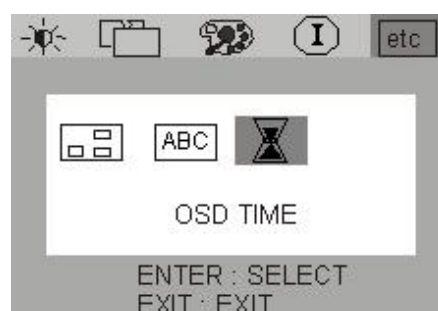 I etc
ABC
OSD TIME
ENTER : SELECT
EXIT : EXIT